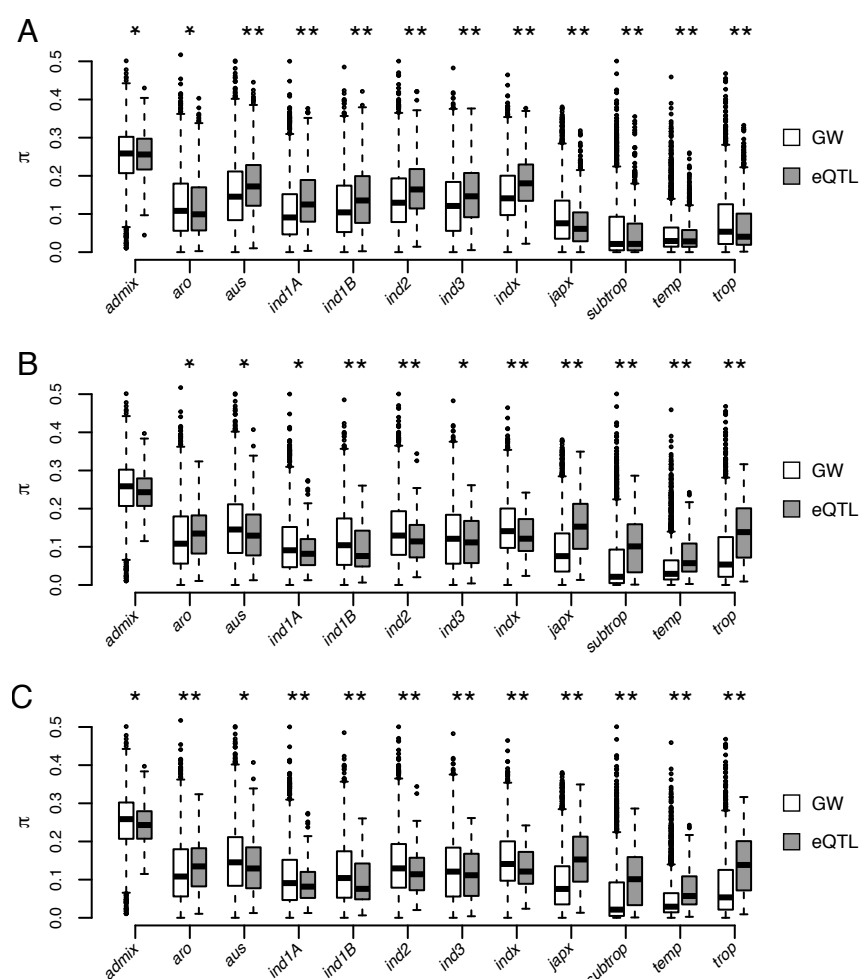 A
* * ** ** ** ** ** ** ** ** ** **
0.5
0.4
0.3
0.2
0.1
0.0
π
GW
eQTL
admix aro aus ind1A ind1B ind2 ind3 indx japx subtrop temp trop
B
* * * ** ** * ** ** ** ** **
0.5
0.4
0.3
0.2
0.1
0.0
π
GW
eQTL
admix aro aus ind1A ind1B ind2 ind3 indx japx subtrop temp trop
C
* ** * ** ** ** ** ** ** ** ** **
0.5
0.4
0.3
0.2
0.1
0.0
π
GW
eQTL
admix aro aus ind1A ind1B ind2 ind3 indx japx subtrop temp trop